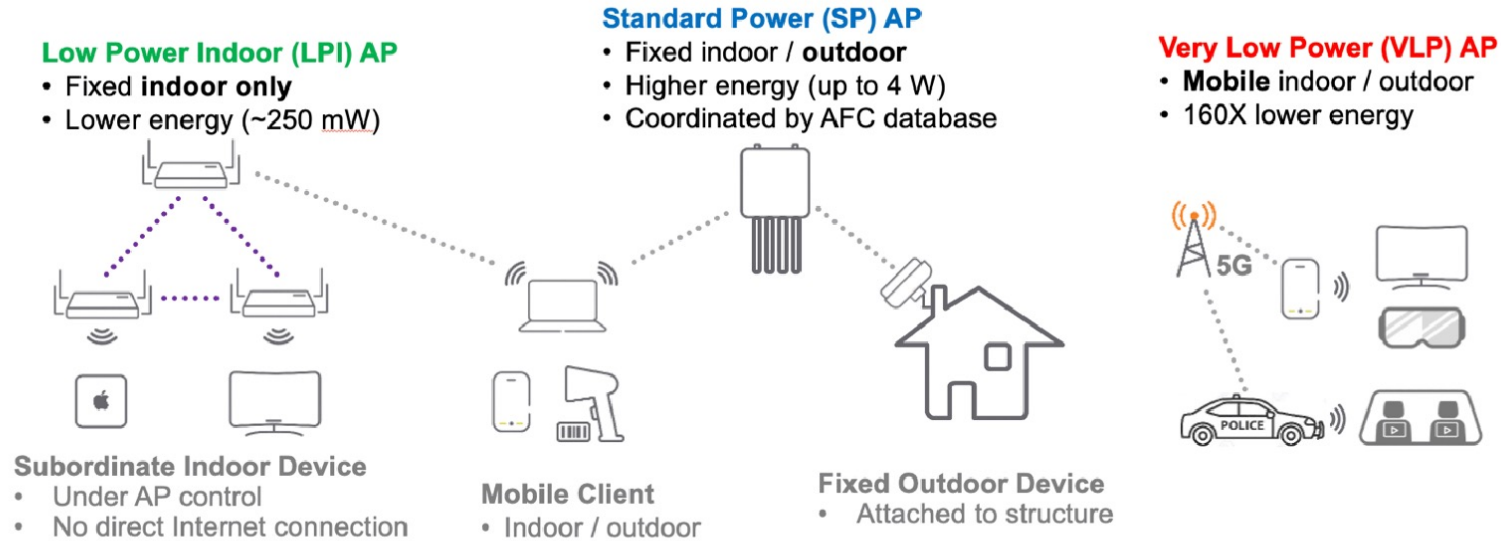 Low Power Indoor (LPI) AP
• Fixed indoor only
• Lower energy (~250 mW)
Standard Power (SP) AP
• Fixed indoor / outdoor
• Higher energy (up to 4 W)
• Coordinated by AFC database
Very Low Power (VLP) AP
• Mobile indoor / outdoor
• 160X lower energy
5G
POLICE
Subordinate Indoor Device
• Under AP control
• No direct Internet connection
Mobile Client
• Indoor / outdoor
Fixed Outdoor Device
• Attached to structure